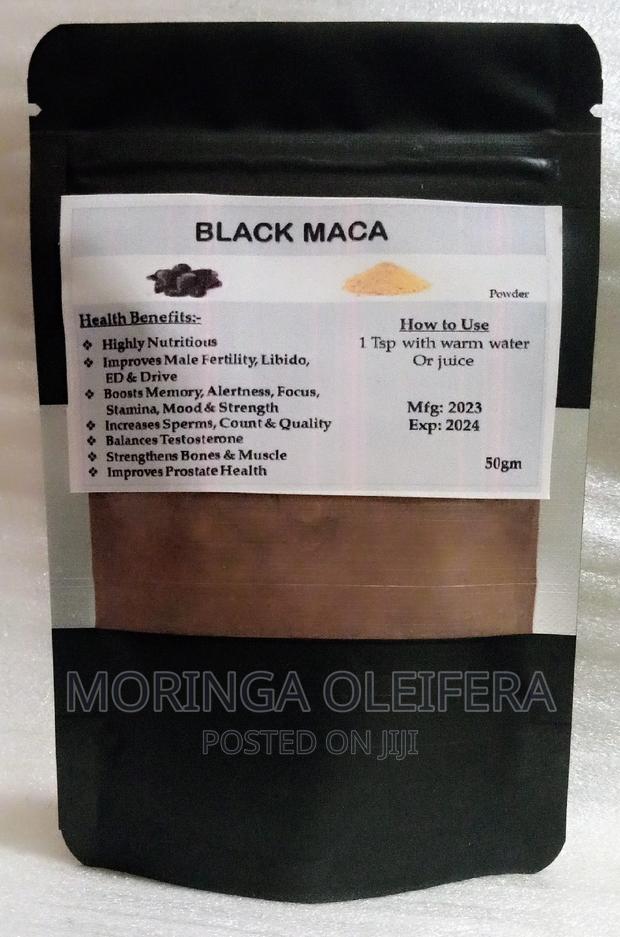 BLACK MACA
Powder
Health Benefits:-
❖ Highly Nutritious
❖ Improves Male Fertility, Libido,
ED & Drive
❖ Boosts Memory, Alertness, Focus,
Stamina, Mood & Strength
❖ Increases Sperms, Count & Quality
❖ Balances Testosterone
❖ Strengthens Bones & Muscle
❖ Improves Prostate Health
How to Use
1 Tsp with warm water
Or juice
Mfg: 2023
Exp: 2024
50gm
MORINGA OLEIFERA
POSTED ON JIJI